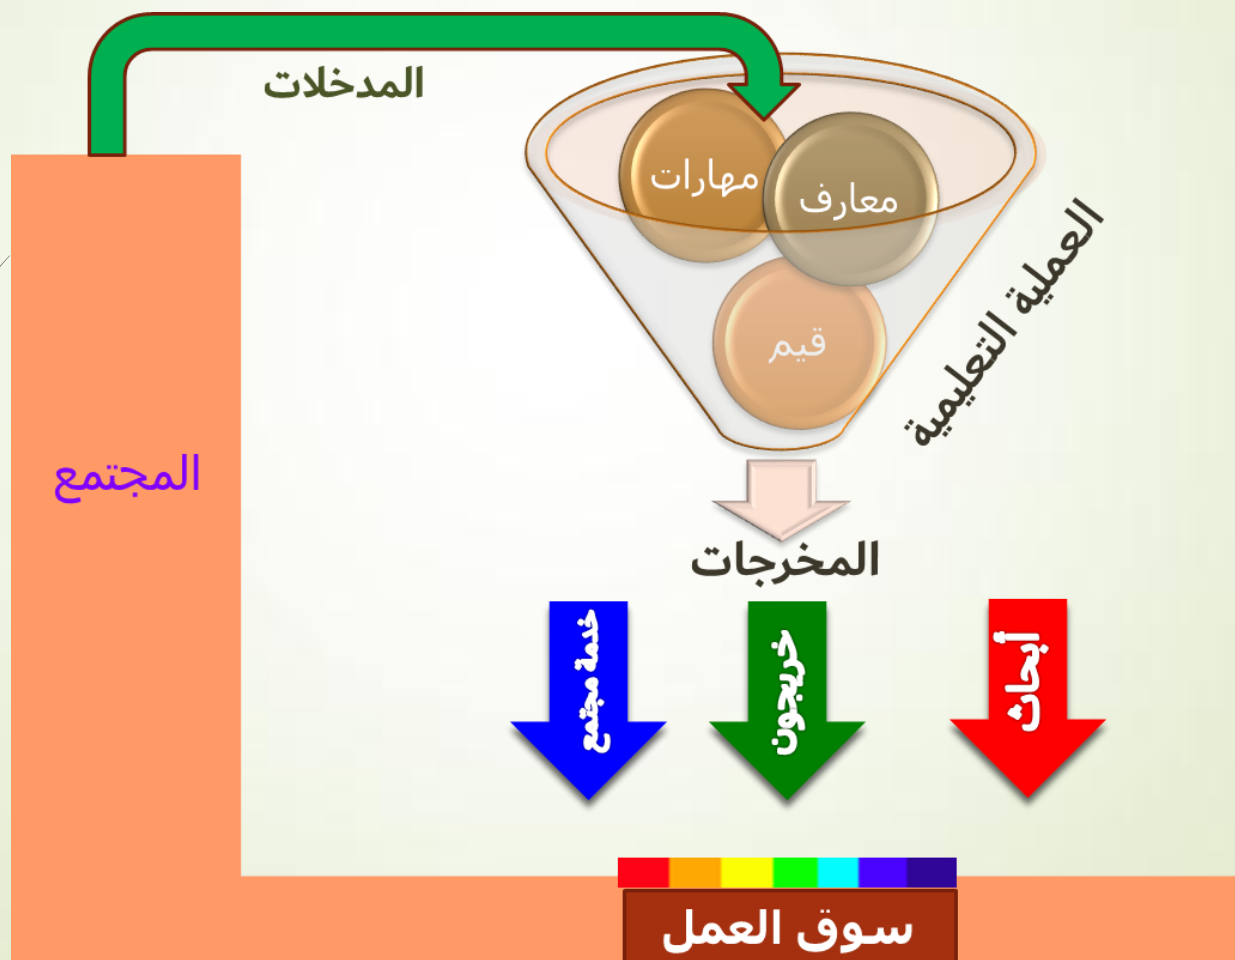 المدخلات
مهارات
معارف
قيم
العملية التعليمية
المجتمع
المخرجات
أبحاث
خريجون
خدمة مجتمع
سوق العمل